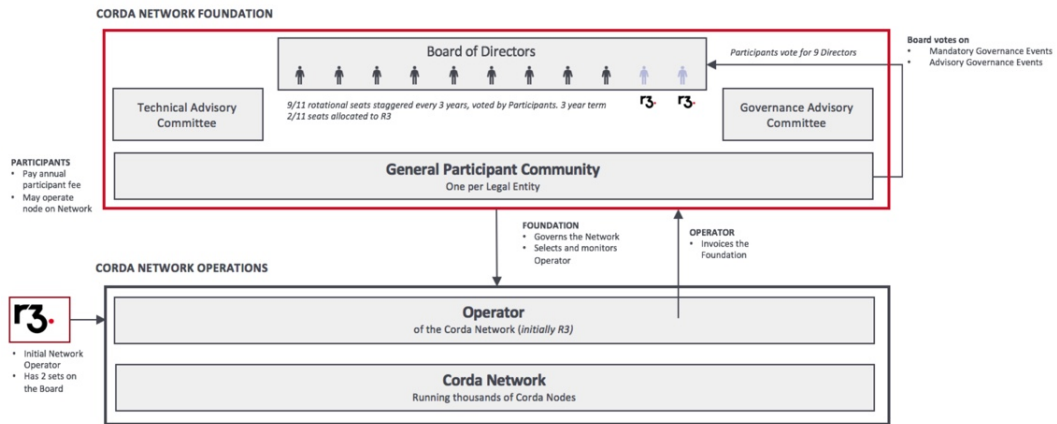 CORDA NETWORK FOUNDATION
Board of Directors
Participants vote for 9 Directors
Board votes on
• Mandatory Governance Events
• Advisory Governance Events
r3.
r3.
9/11 rotational seats staggered every 3 years, voted by Participants. 3 year term
2/11 seats allocated to R3
Technical Advisory
Committee
Governance Advisory
Committee
PARTICIPANTS
• Pay annual
participant fee
• May operate
node on Network
General Participant Community
One per Legal Entity
FOUNDATION
• Governs the Network
• Selects and monitors
Operator
OPERATOR
• Invoices the
Foundation
CORDA NETWORK OPERATIONS
r3.
• Initial Network
Operator
• Has 2 sets on
the Board
Operator
of the Corda Network (initially R3)
Corda Network
Running thousands of Corda Nodes